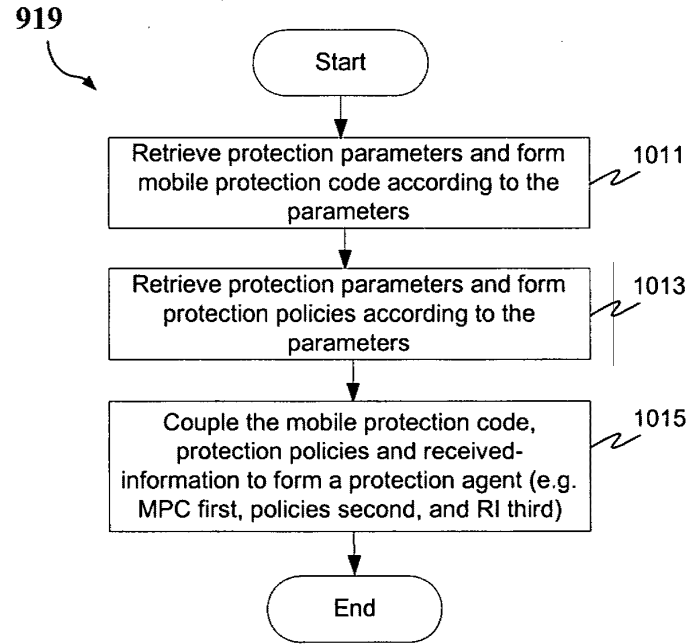 919
Start
Retrieve protection parameters and form
mobile protection code according to the
parameters
1011
Retrieve protection parameters and form
protection policies according to the
parameters
1013
Couple the mobile protection code,
protection policies and received-
information to form a protection agent (e.g.
MPC first, policies second, and RI third)
1015
End